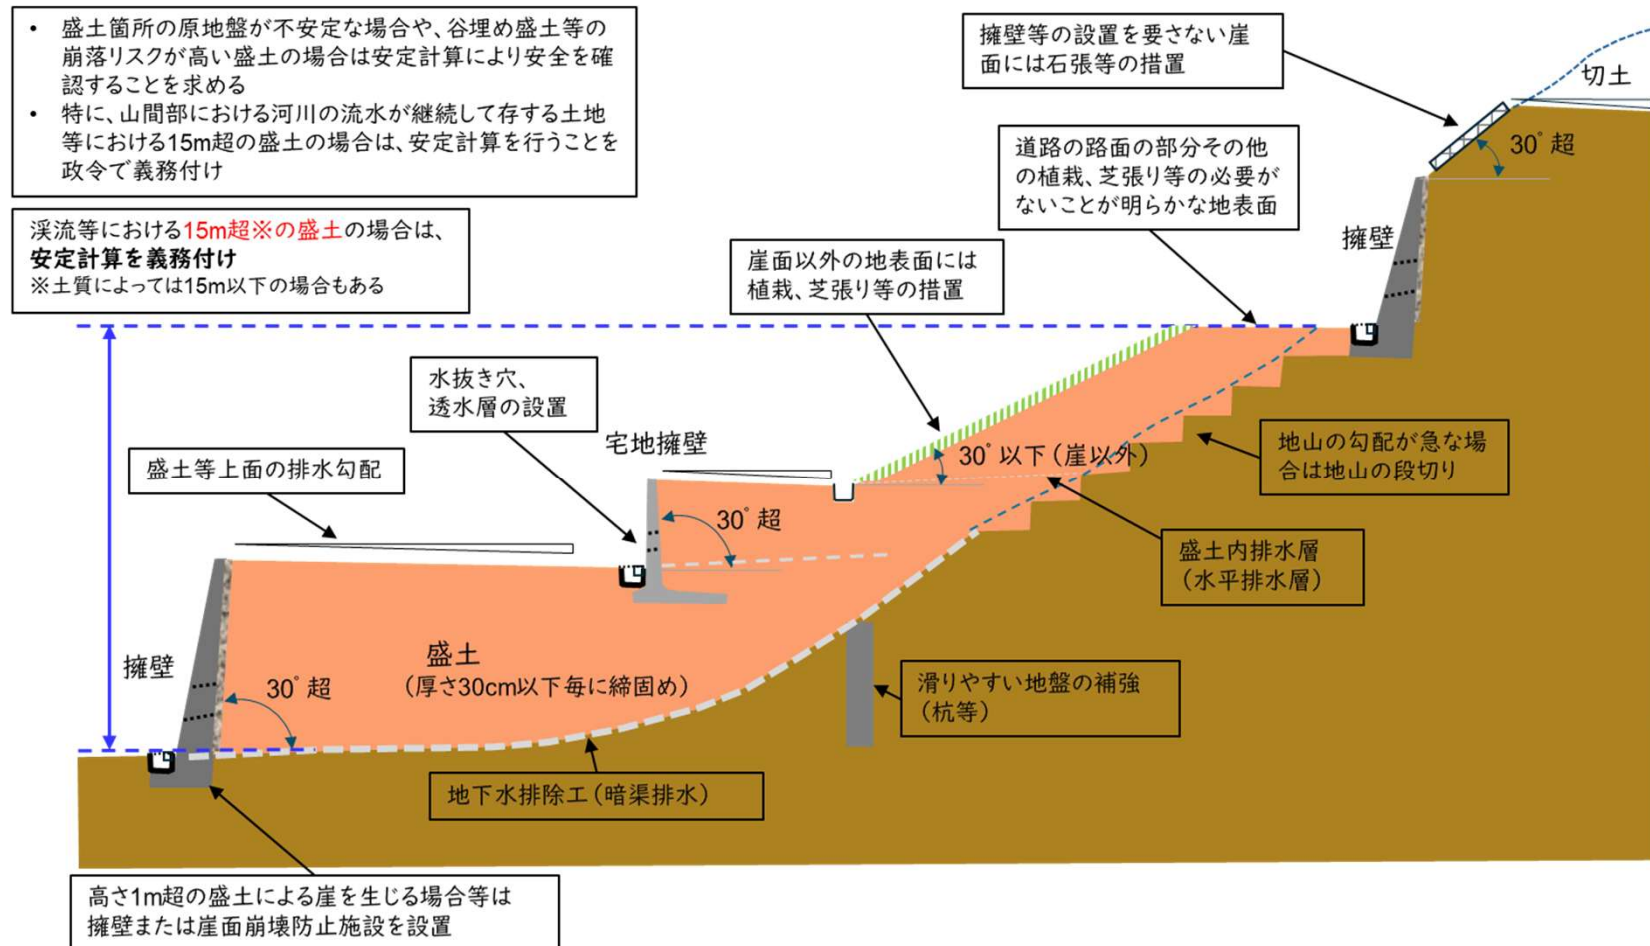 • 盛土箇所の原地盤が不安定な場合や、谷埋め盛土等の
崩落リスクが高い盛土の場合は安定計算により安全を確
認することを求める
• 特に、山間部における河川の流水が継続して存する土地
等における15m超の盛土の場合は、安定計算を行うことを
政令で義務付け
渓流等における15m超※の盛土の場合は、
安定計算を義務付け
※土質によっては15m以下の場合もある
擁壁等の設置を要さない崖
面には石張等の措置
切土
30°超
道路の路面の部分その他
の植栽、芝張り等の必要が
ないことが明らかな地表面
擁壁
崖面以外の地表面には
植栽、芝張り等の措置
水抜き穴、
透水層の設置
宅地擁壁
盛土等上面の排水勾配
30°以下（崖以外）
地山の勾配が急な場
合は地山の段切り
30°超
盛土内排水層
（水平排水層）
擁壁
30°超
盛土
（厚さ30cm以下毎に締固め）
滑りやすい地盤の補強
（杭等）
地下水排除工（暗渠排水）
高さ1m超の盛土による崖を生じる場合等は
擁壁または崖面崩壊防止施設を設置